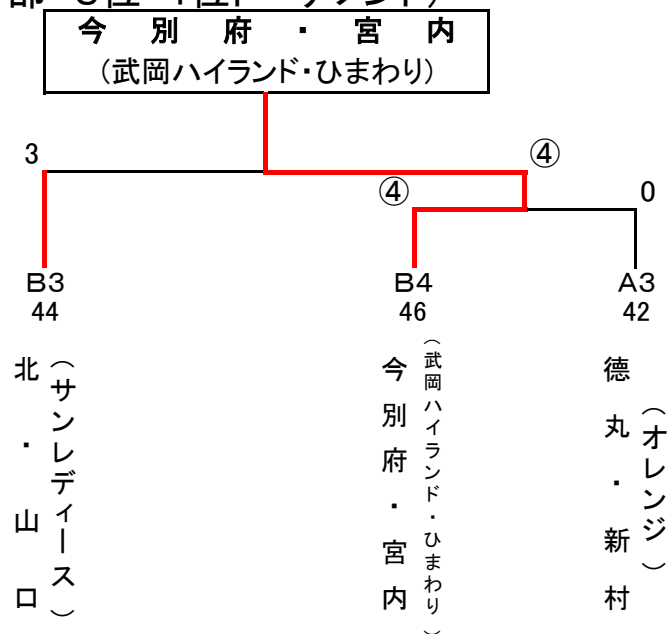 今別府・宮内
(武岡ハイランド・ひまわり)
3
④
④
0
B3
B4
A3
44
46
42
北・山口
(サンレディース)
今別府・宮内
(武岡ハイランド・ひまわり)
德丸・新村
(オレンジ)